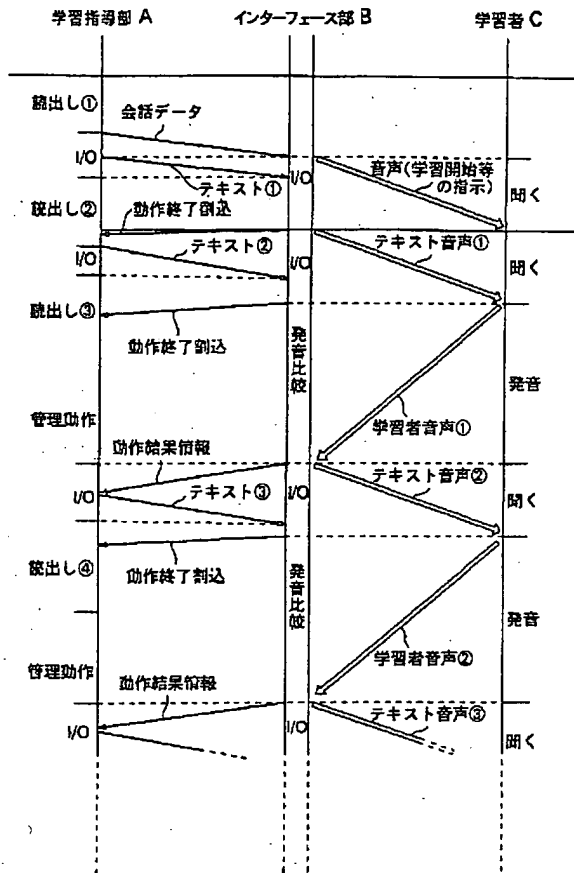 学習指導部 A インターフェース部 B 学習者 C
読出し①
会話データ
I/O
テキスト①
I/O
音声(学習開始等
の指示)
聞く
読出し②
動作終了割込
I/O
テキスト②
I/O
テキスト音声①
聞く
読出し③
動作終了割込
発音比較
発音
学習者音声①
管理動作
動作結果情報
I/O
テキスト③
I/O
テキスト音声②
聞く
読出し④
動作終了割込
発音比較
発音
学習者音声②
管理動作
動作結果情報
I/O
I/O
テキスト音声③
聞く